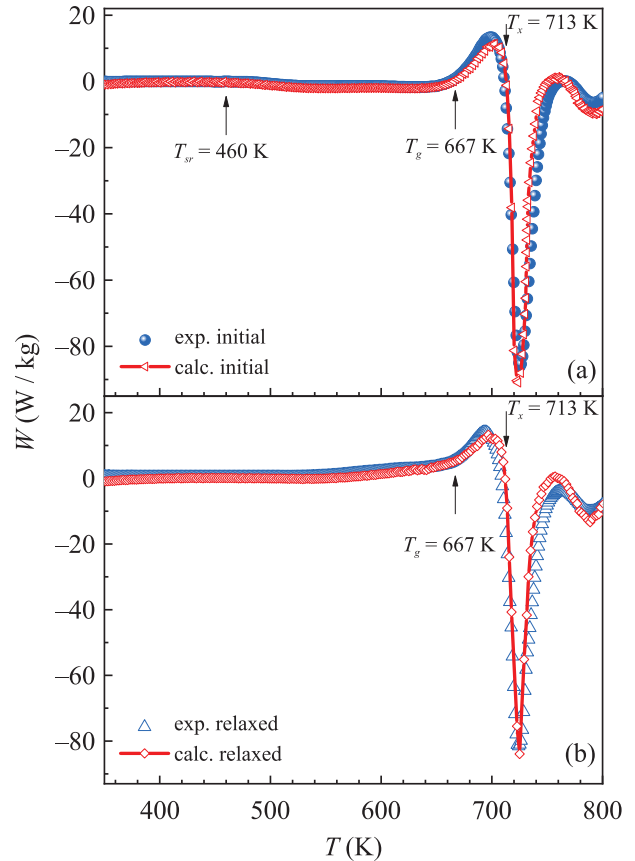 20
0
–20
–40
–60
–80
T_x = 713 K
T_sr = 460 K
T_g = 667 K
exp. initial
calc. initial
(a)
W (W / kg)
20
0
–20
–40
–60
–80
T_x = 713 K
T_g = 667 K
exp. relaxed
calc. relaxed
(b)
400 500 600 700 800
T (K)